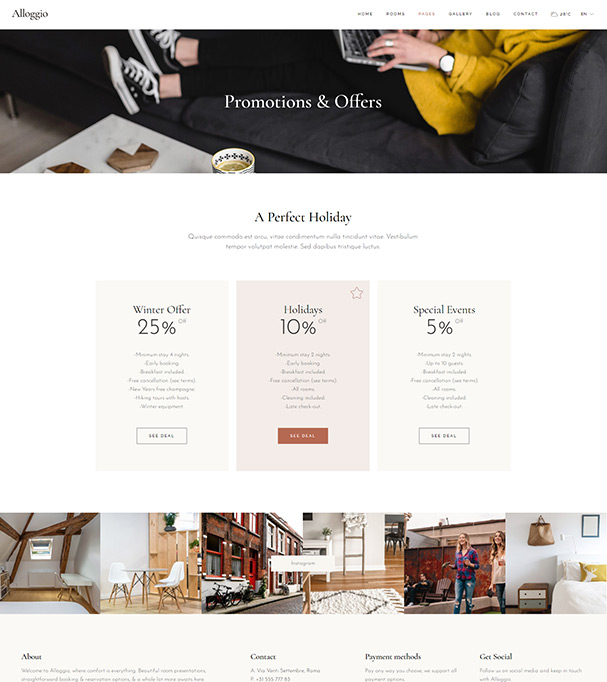 Alloggio
HOME ROOMS PAGES GALLERY BLOG CONTACT 28°C EN
Promotions & Offers
A Perfect Holiday
Quisque commodo est arcu, vitae condimentum nulla tincidunt vitae. Vestibulum
tempor volutpat molestie. Sed dapibus tristique luctus.
Winter Offer
25% Off
-Minimum stay 4 nights.
-Early booking.
-Breakfast included.
-Free cancellation (see terms).
-New Years free champagne.
-Hiking tours with hosts.
-Winter equipment.
SEE DEAL
Holidays
10% Off
-Minimum stay 2 nights.
-Early booking.
-Breakfast included.
-Free cancellation (see terms).
-All rooms.
-Cleaning included.
-Late check-out.
SEE DEAL
Special Events
5% Off
-Minimum stay 2 nights.
-Up to 10 guests.
-Breakfast included.
-Free cancellation (see terms).
-All rooms.
-Cleaning included.
-Late check-out.
SEE DEAL
Instagram
About
Welcome to Alloggio, where comfort is everything. Beautiful room presentations,
straightforward booking & reservation options, & a whole lot more awaits here
Contact
A. Via Venti Settembre, Roma
P. +31 555 777 83
Payment methods
Pay any way you choose, we support all
payment options.
Get Social
Follow us on social media and keep in touch
with Alloggio.